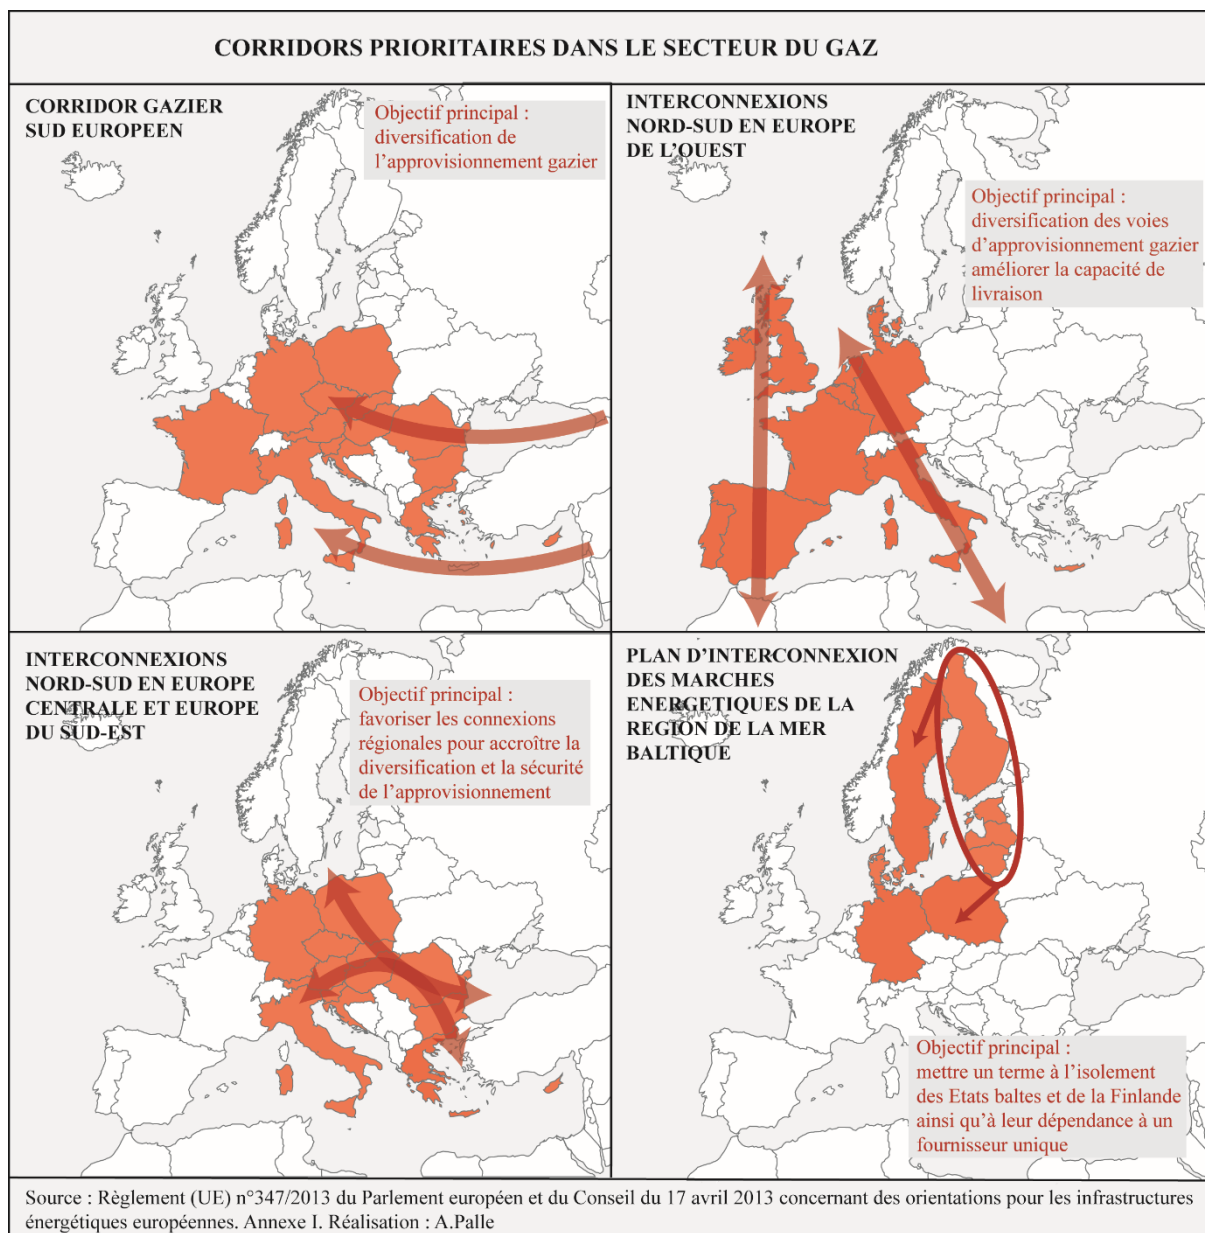 CORRIDORS PRIORITAIRES DANS LE SECTEUR DU GAZ
CORRIDOR GAZIER
SUD EUROPEEN
Objectif principal :
diversification de
l'approvisionnement gazier
INTERCONNEXIONS
NORD-SUD EN EUROPE
DE L'OUEST
Objectif principal :
diversification des voies
d'approvisionnement gazier
améliorer la capacité de
livraison
INTERCONNEXIONS
NORD-SUD EN EUROPE
CENTRALE ET EUROPE
DU SUD-EST
Objectif principal :
favoriser les connexions
régionales pour accroître la
diversification et la sécurité
de l'approvisionnement
PLAN D'INTERCONNEXION
DES MARCHES
ENERGETIQUES DE LA
REGION DE LA MER
BALTIQUE
Objectif principal :
mettre un terme à l'isolement
des Etats baltes et de la Finlande
ainsi qu'à leur dépendance à un
fournisseur unique
Source : Règlement (UE) n°347/2013 du Parlement européen et du Conseil du 17 avril 2013 concernant des orientations pour les infrastructures
énergétiques européennes. Annexe I. Réalisation : A.Palle